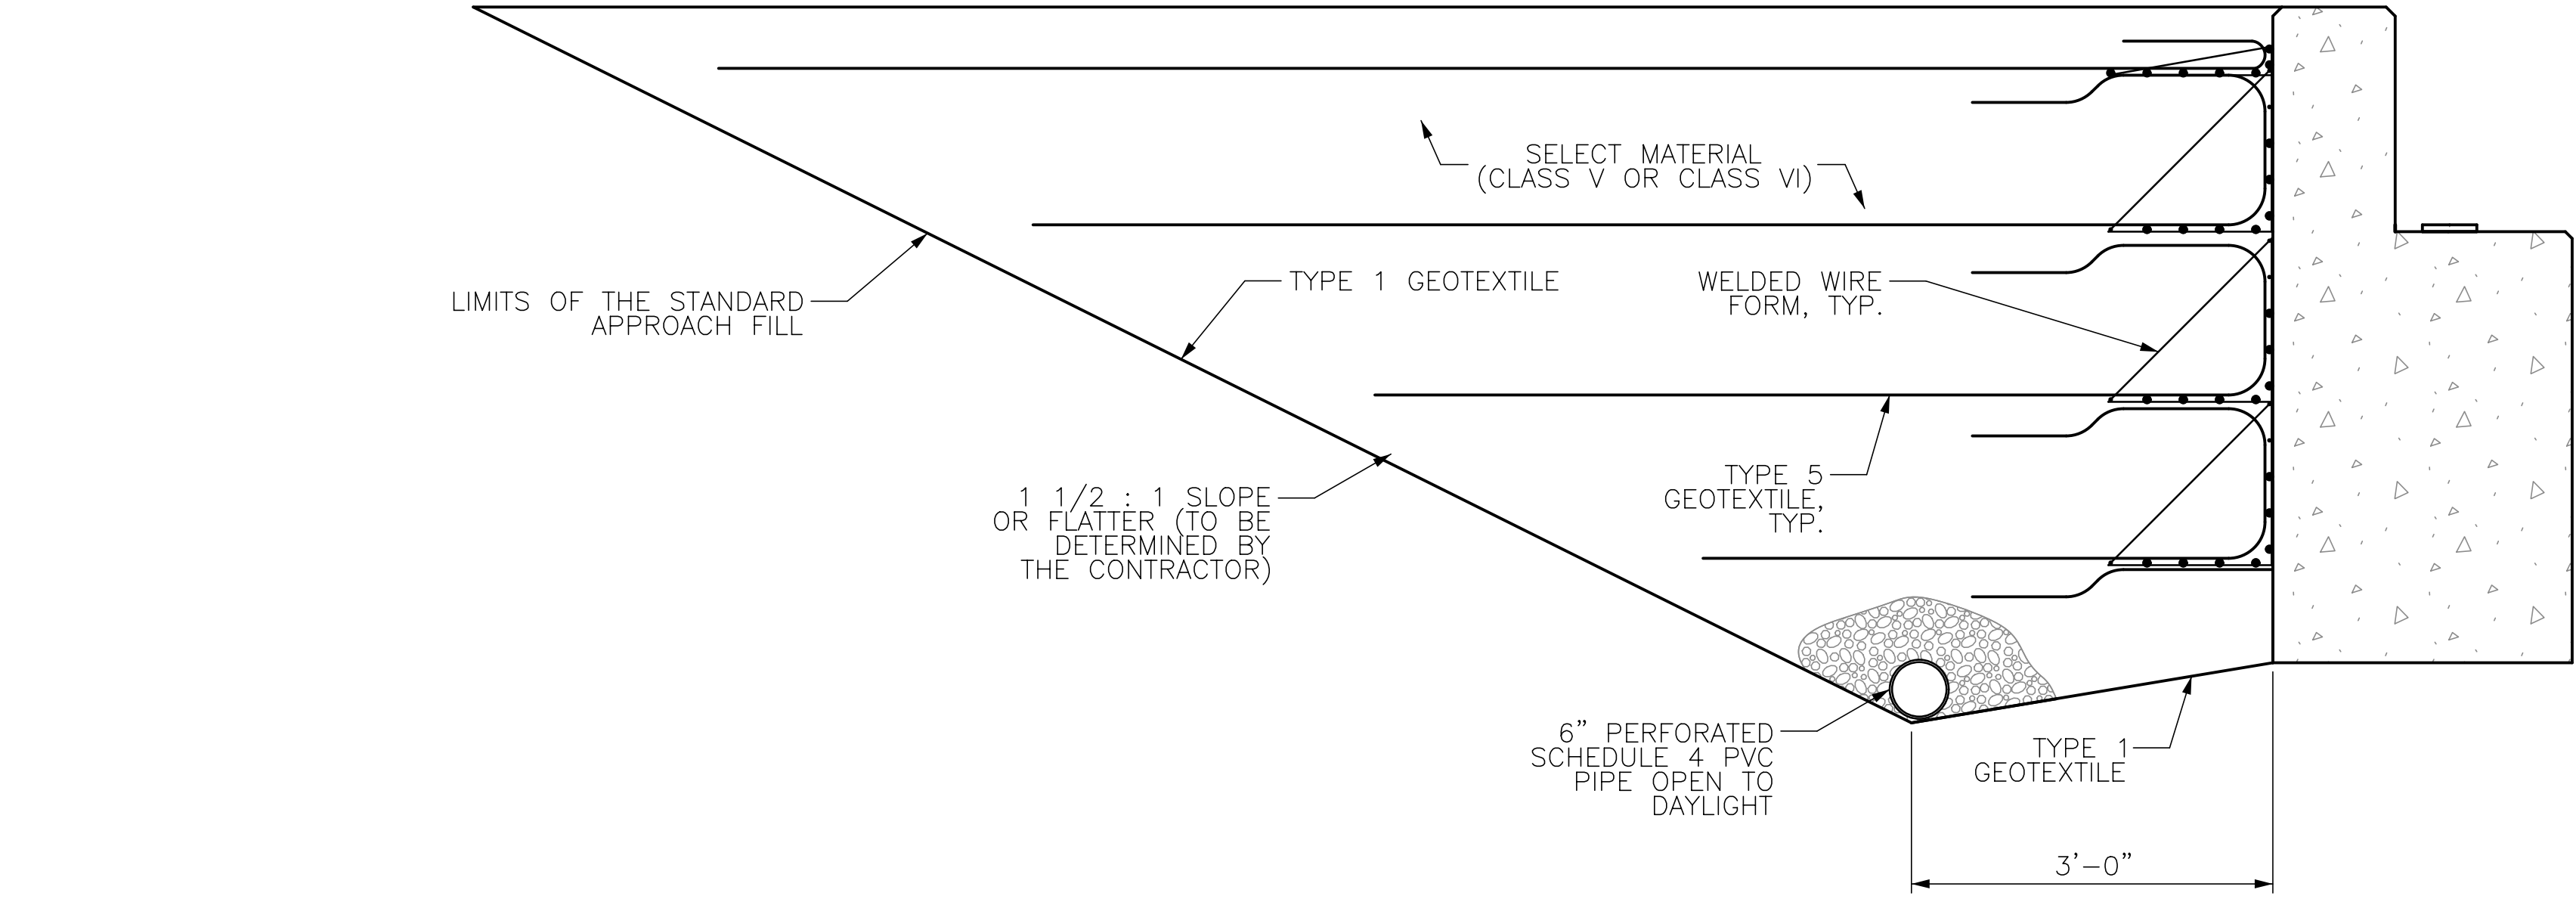 SELECT MATERIAL
(CLASS V OR CLASS VI)
LIMITS OF THE STANDARD
APPROACH FILL
TYPE 1 GEOTEXTILE
WELDED WIRE
FORM, TYP.
1 1/2 : 1 SLOPE
OR FLATTER (TO BE
DETERMINED BY
THE CONTRACTOR)
TYPE 5
GEOTEXTILE,
TYP.
6" PERFORATED
SCHEDULE 4 PVC
PIPE OPEN TO
DAYLIGHT
TYPE 1
GEOTEXTILE
3'-0"